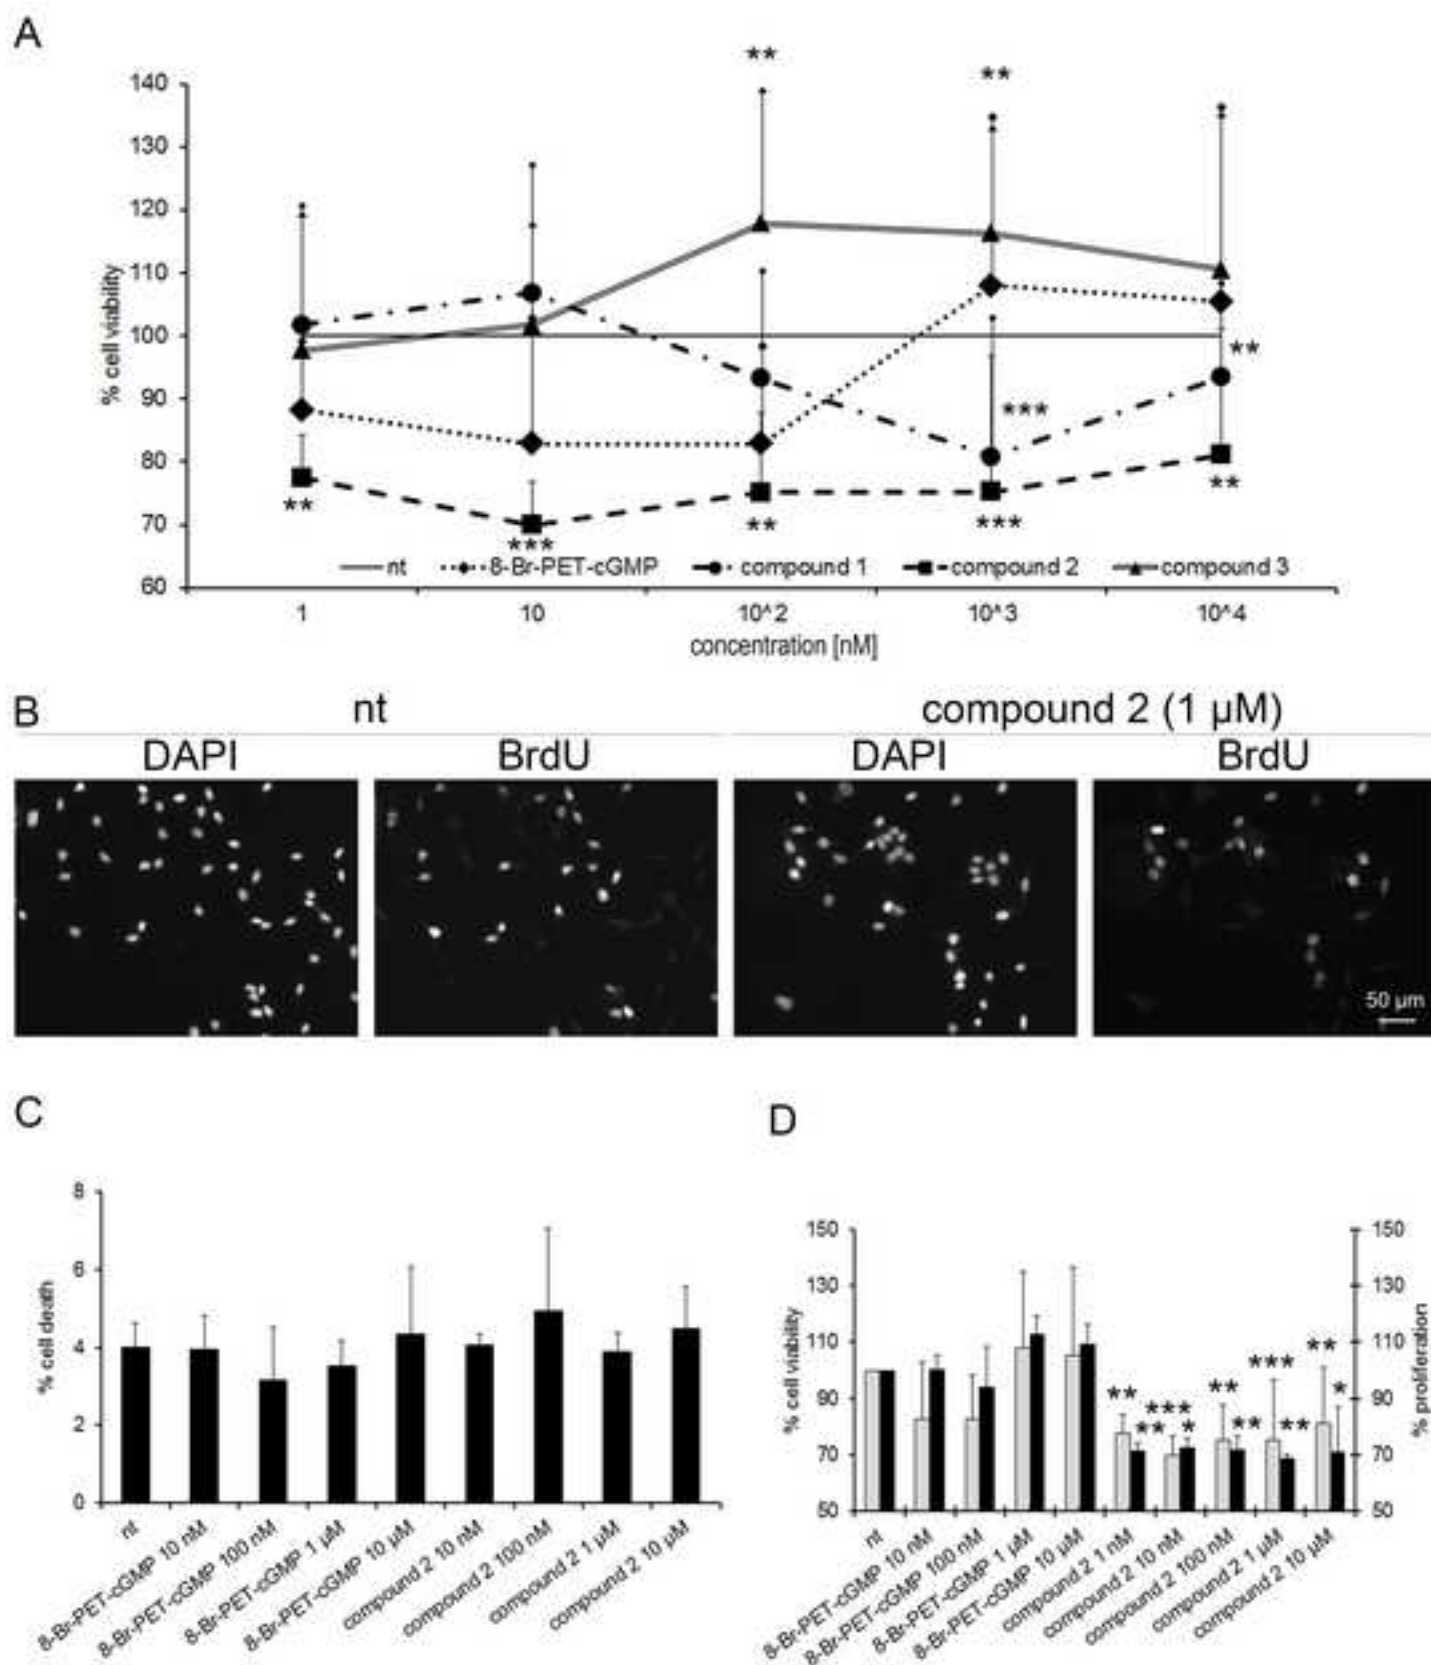 A
**
**
140
130
120
110
100
90
80
70
60
% cell viability
**
***
**
***
**
***
**
nt
8-Br-PET-cGMP
compound 1
compound 2
compound 3
1
10
10^2
10^3
10^4
concentration [nM]
B
nt
compound 2 (1 µM)
DAPI
BrdU
DAPI
BrdU
50 µm
C
8
6
4
2
0
% cell death
nt
8-Br-PET-cGMP 10 nM
8-Br-PET-cGMP 100 nM
8-Br-PET-cGMP 1 µM
8-Br-PET-cGMP 10 µM
compound 2 10 nM
compound 2 100 nM
compound 2 1 µM
compound 2 10 µM
D
150
130
110
90
70
50
% cell viability
**
**
***
*
**
**
***
**
**
*
150
130
110
90
70
50
% proliferation
nt
8-Br-PET-cGMP 10 nM
8-Br-PET-cGMP 100 nM
8-Br-PET-cGMP 1 µM
8-Br-PET-cGMP 10 µM
compound 2 1 nM
compound 2 10 nM
compound 2 100 nM
compound 2 1 µM
compound 2 10 µM